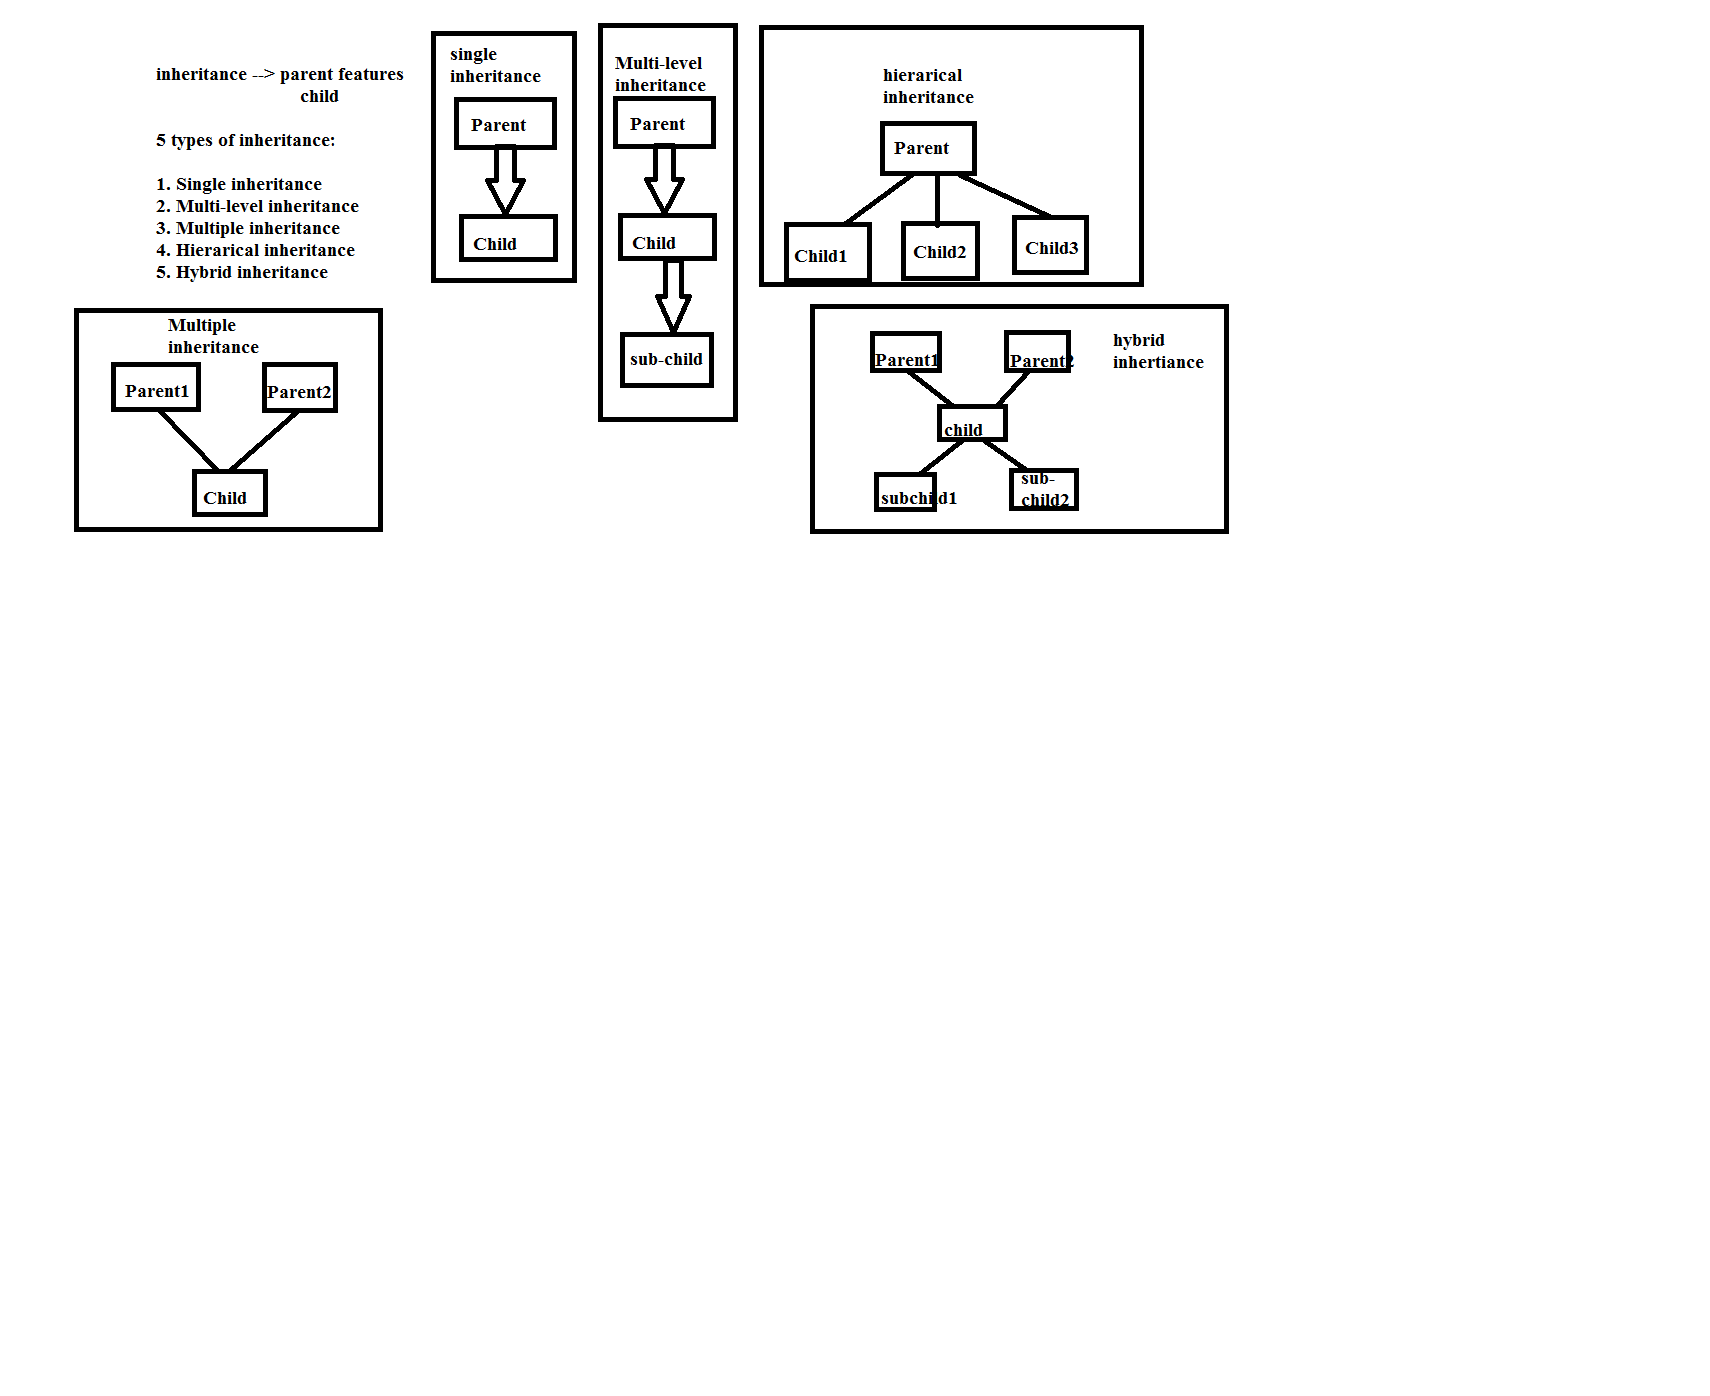 inheritance --> parent features
child
5 types of inheritance:
1. Single inheritance
2. Multi-level inheritance
3. Multiple inheritance
4. Hierarical inheritance
5. Hybrid inheritance
single
inheritance
Parent
Child
Multi-level
inheritance
Parent
Child
sub-child
hierarical
inheritance
Parent
Child1
Child2
Child3
Multiple
inheritance
Parent1
Parent2
Child
hybrid
inhertiance
Parent1
Parent2
child
subchild1
sub-
child2